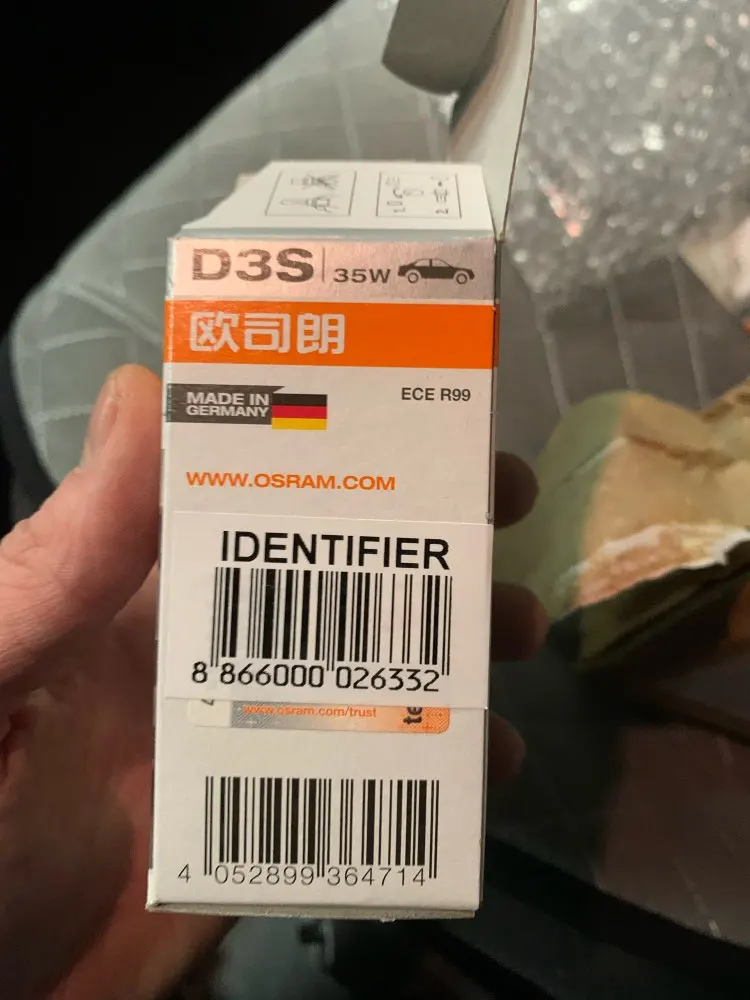 D3S 35W
欧司朗
MADE IN
GERMANY
ECE R99
WWW.OSRAM.COM
IDENTIFIER
8 866000 026332
www.osram.com/trust
4 052899 364714